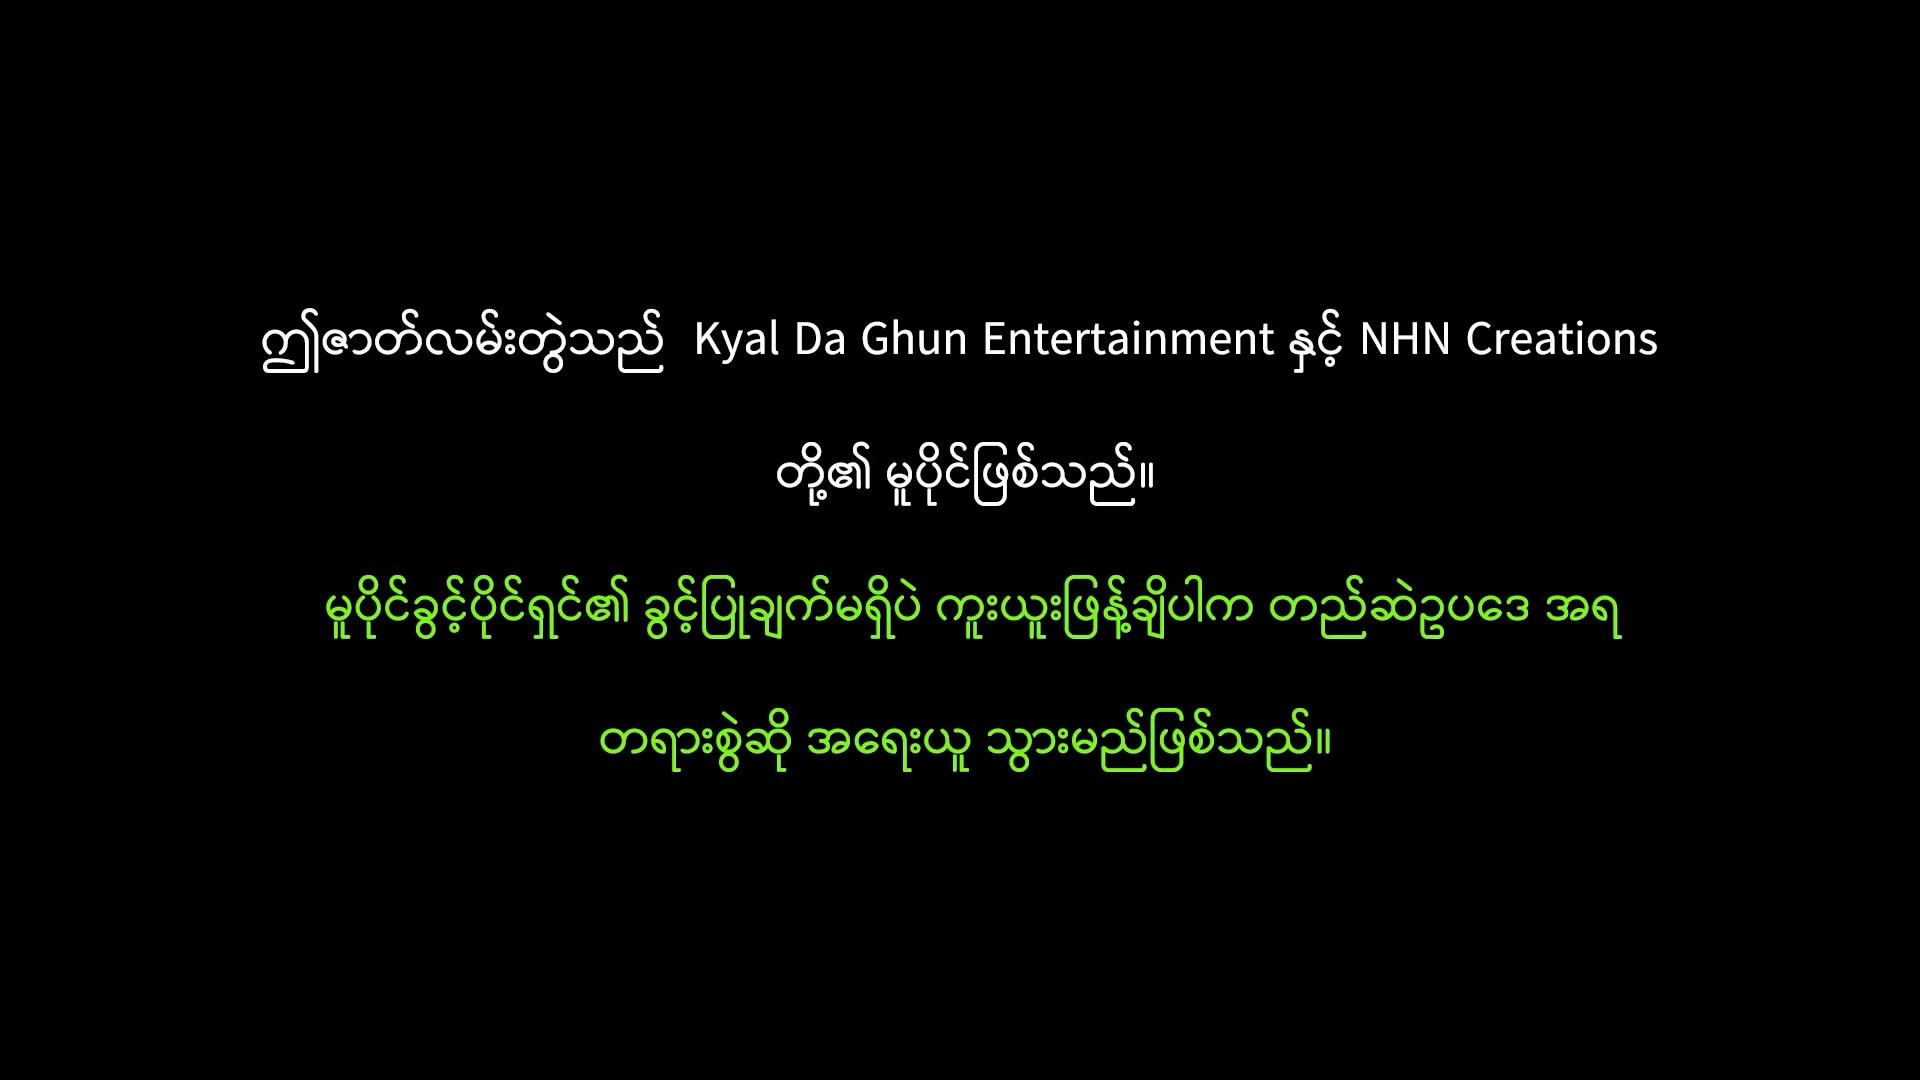 ဤဇာတ်လမ်းတွဲသည် Kyal Da Ghun Entertainment နှင့် NHN Creations
တို့၏ မူပိုင်ဖြစ်သည်။
မူပိုင်ခွင့်ပိုင်ရှင်၏ ခွင့်ပြုချက်မရှိပဲ ကူးယူးဖြန့်ချိပါက တည်ဆဲဥပဒေ အရ
တရားစွဲဆို အရေးယူ သွားမည်ဖြစ်သည်။